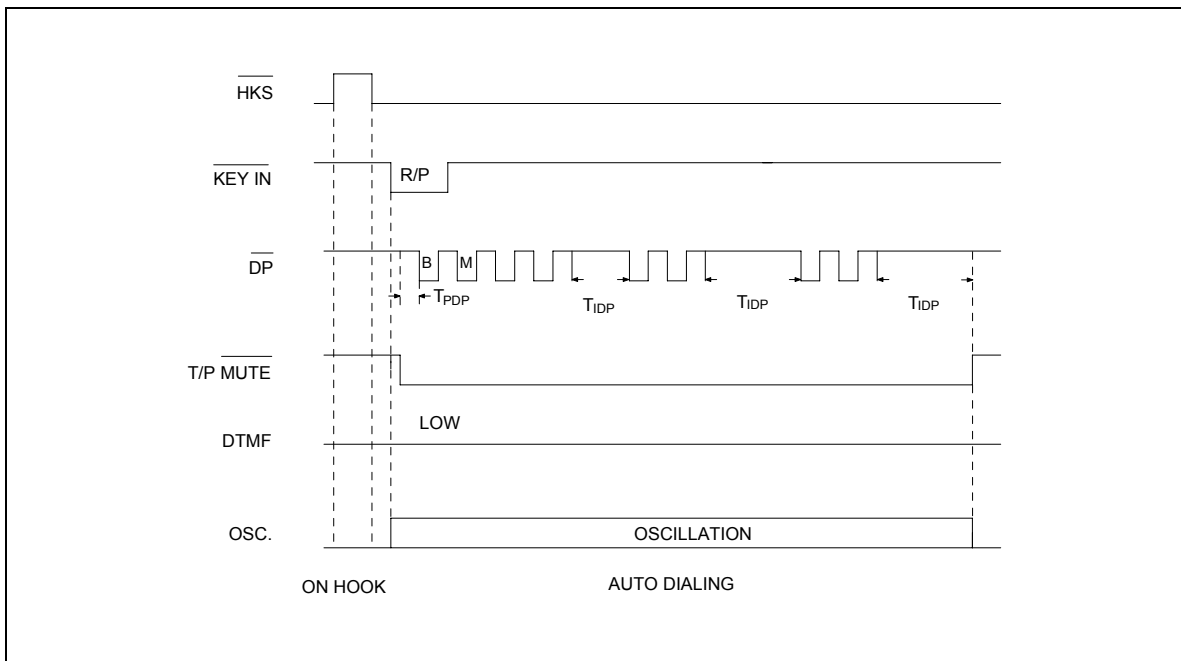 HKS
KEY IN
R/P
DP
B
M
TPDP
TIDP
TIDP
TIDP
T/P MUTE
LOW
DTMF
OSC.
OSCILLATION
ON HOOK
AUTO DIALING